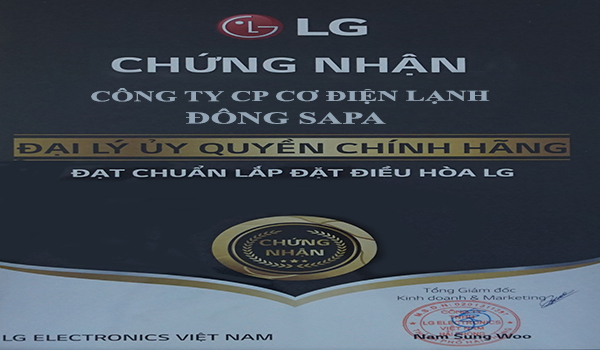 LG
CHỨNG NHẬN
CÔNG TY CP CƠ ĐIỆN LẠNH
ĐÔNG SAPA
ĐẠI LÝ ỦY QUYỀN CHÍNH HÃNG
ĐẠT CHUẨN LẮP ĐẶT ĐIỀU HÒA LG
CHỨNG
NHẬN
Tổng Giám đốc
Kinh doanh & Marketing
LG ELECTRONICS
LG ELECTRONICS VIỆT NAM
Nam Sung Woo